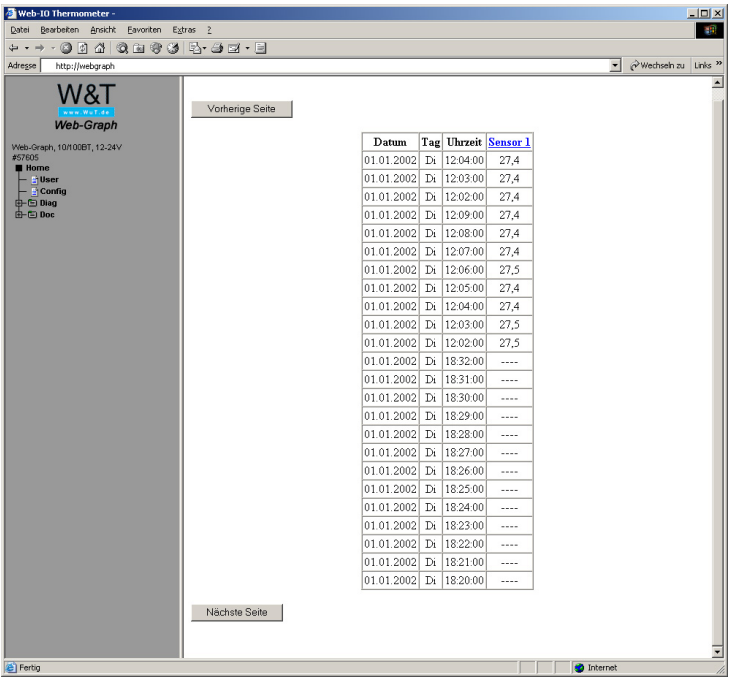 Web-IO Thermometer -
Datei Bearbeiten Ansicht Favoriten Extras ?
Adresse http://webgraph Wechseln zu Links »
W&T
www.WuT.de
Web-Graph
Web-Graph, 10/100BT, 12-24V
#57605
Home
User
Config
Diag
Doc
Vorherige Seite
Datum Tag Uhrzeit Sensor 1
01.01.2002 Di 12:04:00 27,4
01.01.2002 Di 12:03:00 27,4
01.01.2002 Di 12:02:00 27,4
01.01.2002 Di 12:09:00 27,4
01.01.2002 Di 12:08:00 27,4
01.01.2002 Di 12:07:00 27,4
01.01.2002 Di 12:06:00 27,5
01.01.2002 Di 12:05:00 27,4
01.01.2002 Di 12:04:00 27,4
01.01.2002 Di 12:03:00 27,5
01.01.2002 Di 12:02:00 27,5
01.01.2002 Di 18:32:00 ----
01.01.2002 Di 18:31:00 ----
01.01.2002 Di 18:30:00 ----
01.01.2002 Di 18:29:00 ----
01.01.2002 Di 18:28:00 ----
01.01.2002 Di 18:27:00 ----
01.01.2002 Di 18:26:00 ----
01.01.2002 Di 18:25:00 ----
01.01.2002 Di 18:24:00 ----
01.01.2002 Di 18:23:00 ----
01.01.2002 Di 18:22:00 ----
01.01.2002 Di 18:21:00 ----
01.01.2002 Di 18:20:00 ----
Nächste Seite
Fertig Internet